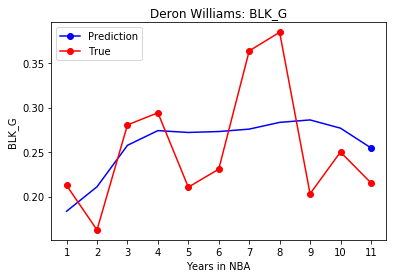 Deron Williams: BLK_G
Prediction
True
BLK_G
0.35
0.30
0.25
0.20
1 2 3 4 5 6 7 8 9 10 11
Years in NBA